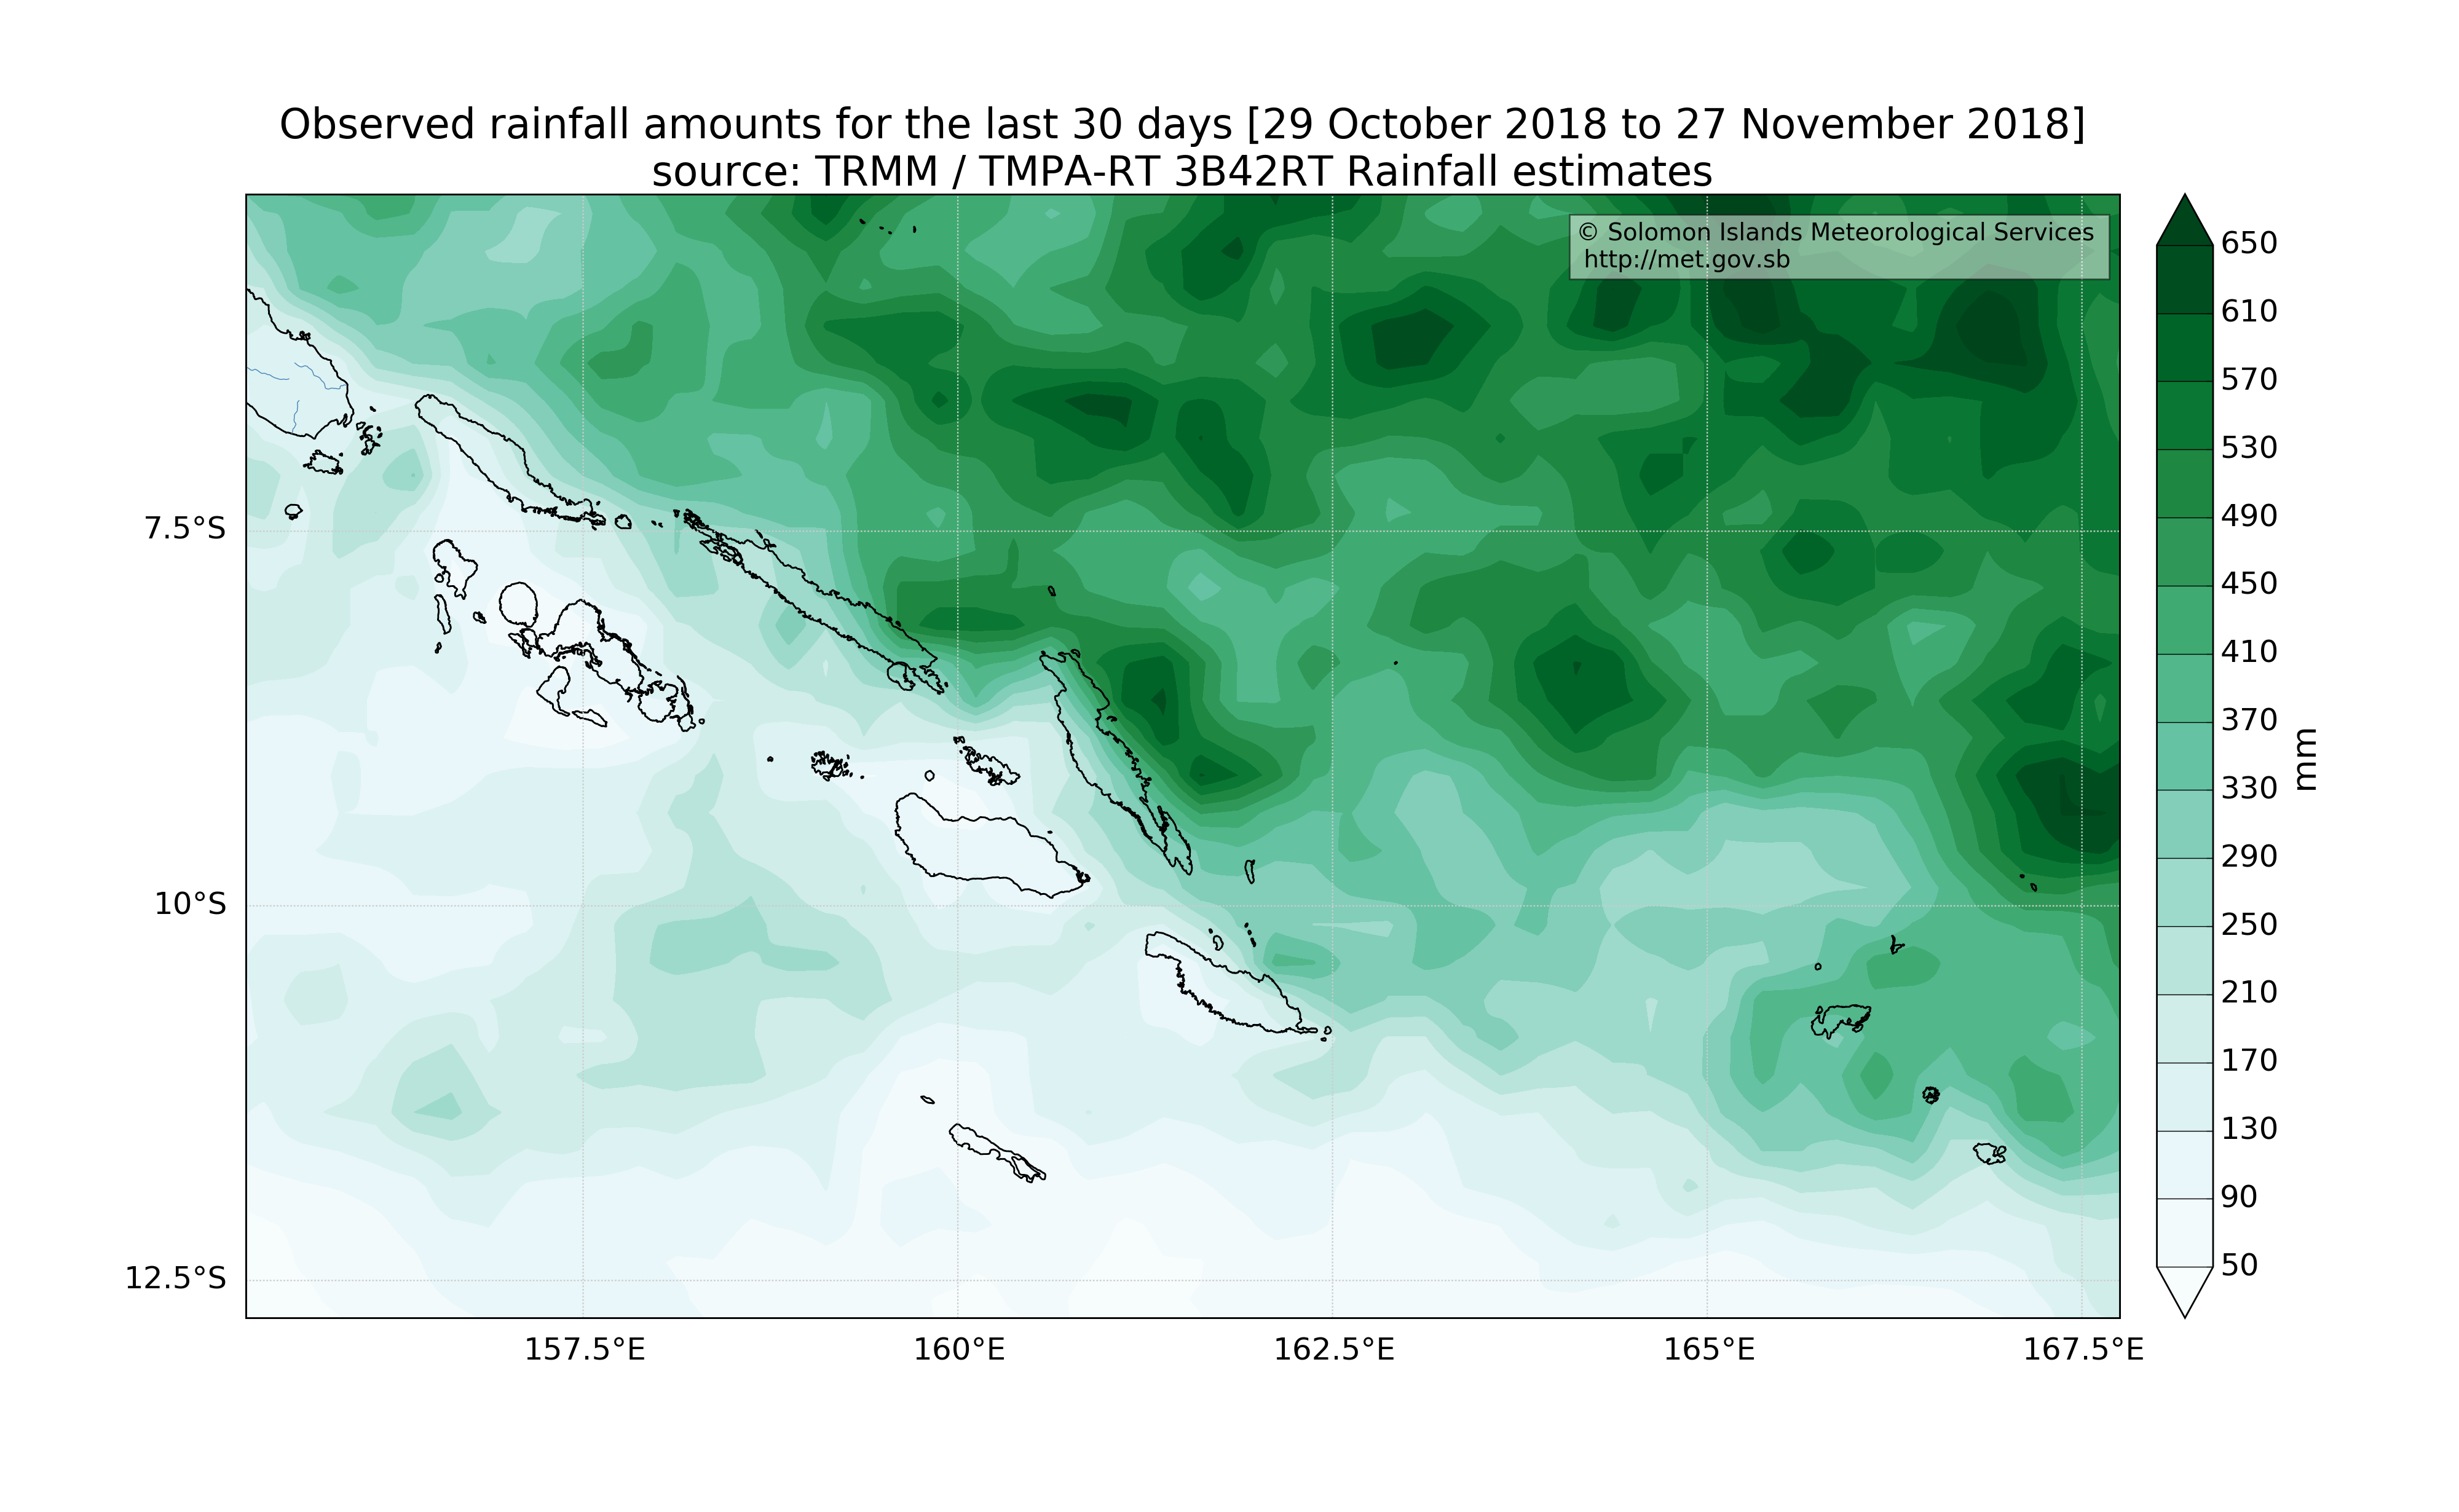 Observed rainfall amounts for the last 30 days [29 October 2018 to 27 November 2018]
source: TRMM / TMPA-RT 3B42RT Rainfall estimates
© Solomon Islands Meteorological Services
http://met.gov.sb
7.5°S
10°S
12.5°S
157.5°E
160°E
162.5°E
165°E
167.5°E
650
610
570
530
490
450
410
370
330
290
250
210
170
130
90
50
mm